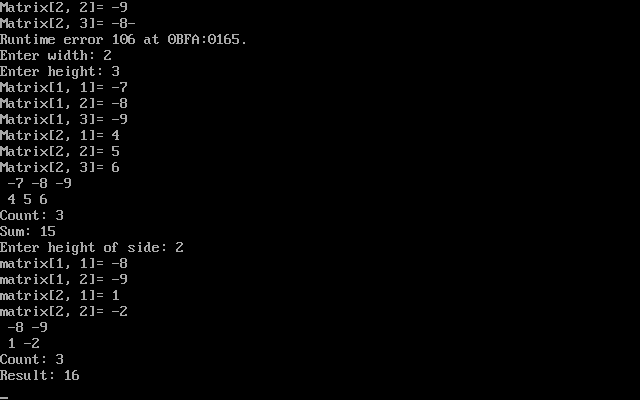 Matrix[2, 2]= -9
Matrix[2, 3]= -8-
Runtime error 106 at 0BFA:0165.
Enter width: 2
Enter height: 3
Matrix[1, 1]= -7
Matrix[1, 2]= -8
Matrix[1, 3]= -9
Matrix[2, 1]= 4
Matrix[2, 2]= 5
Matrix[2, 3]= 6
-7 -8 -9
4 5 6
Count: 3
Sum: 15
Enter height of side: 2
matrix[1, 1]= -8
matrix[1, 2]= -9
matrix[2, 1]= 1
matrix[2, 2]= -2
-8 -9
1 -2
Count: 3
Result: 16